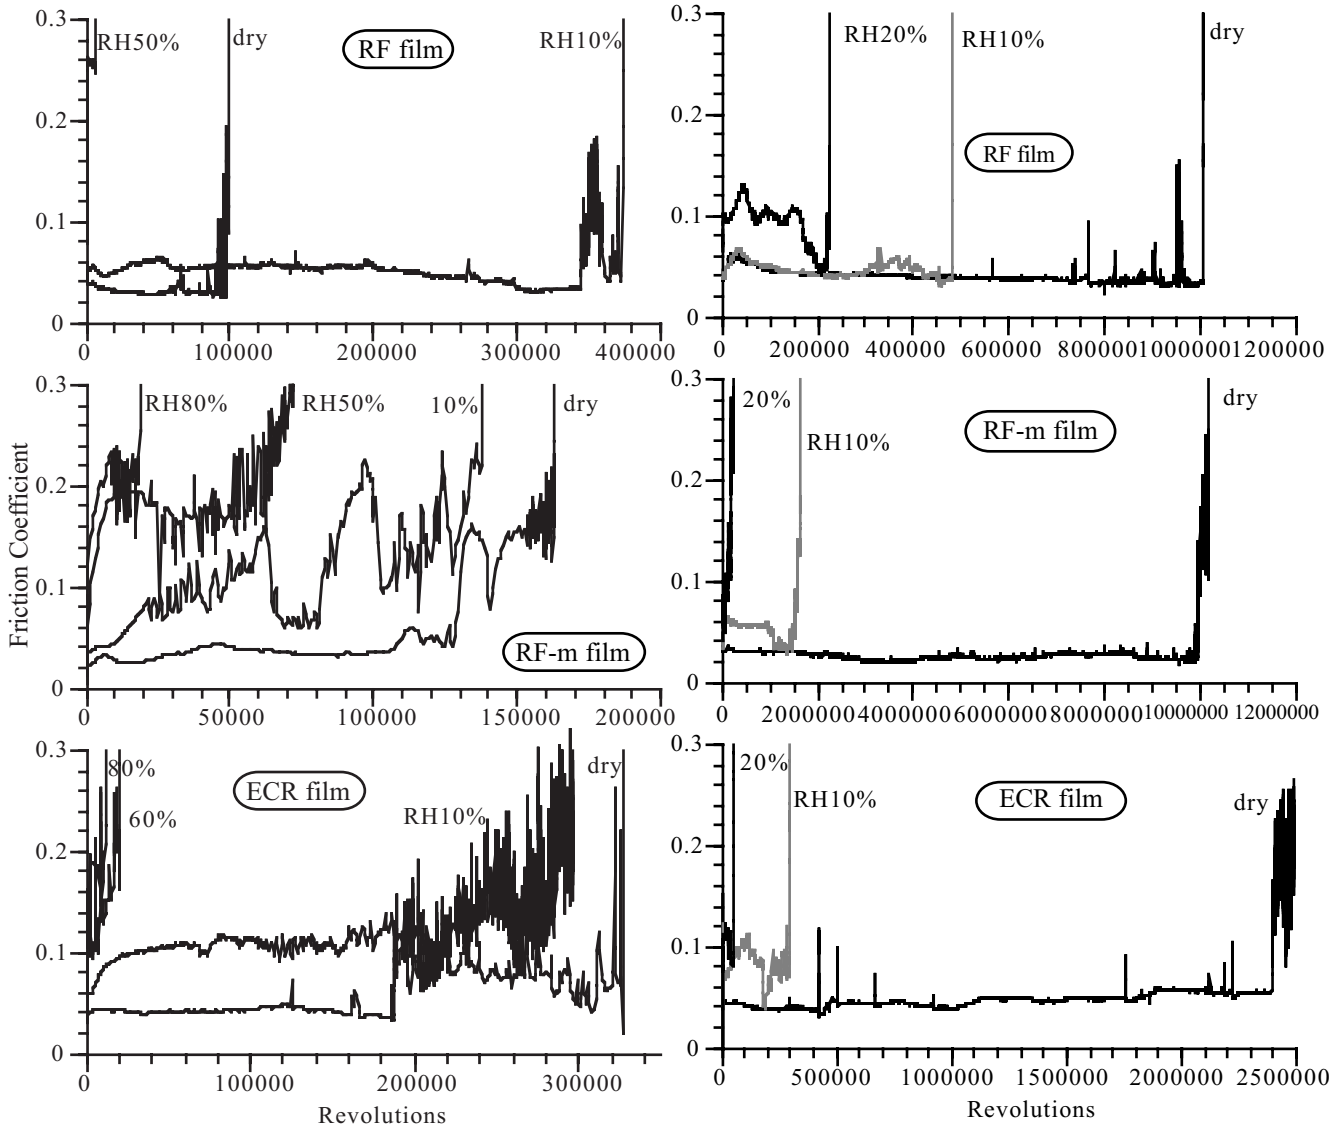 0.3
RH50%
dry
RF film
RH10%
0.2
0.1
0
0 100000 200000 300000 400000
0.3
RH20%
RH10%
dry
0.2
RF film
0.1
0
0 200000 400000 600000 800000 1000000 1200000
Friction Coefficient
0.3
RH80%
RH50%
10%
dry
0.2
0.1
RF-m film
0
0 50000 100000 150000 200000
0.3
20%
dry
RH10%
RF-m film
0.2
0.1
0
0 2000000 4000000 6000000 8000000 10000000 12000000
0.3
80%
dry
ECR film
60%
RH10%
0.2
0.1
0
0 100000 200000 300000
Revolutions
0.3
20%
RH10%
ECR film
dry
0.2
0.1
0
0 500000 1000000 1500000 2000000 2500000
Revolutions